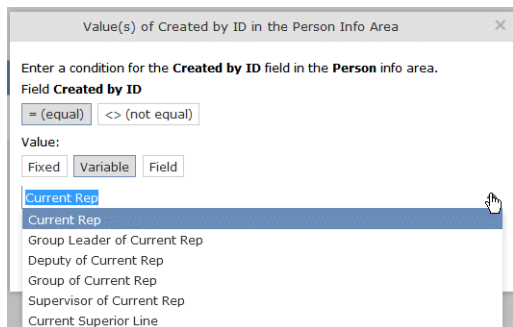 Value(s) of Created by ID in the Person Info Area
Enter a condition for the Created by ID field in the Person info area.
Field Created by ID
= (equal) <> (not equal)
Value:
Fixed Variable Field
Current Rep
Current Rep
Group Leader of Current Rep
Deputy of Current Rep
Group of Current Rep
Supervisor of Current Rep
Current Superior Line